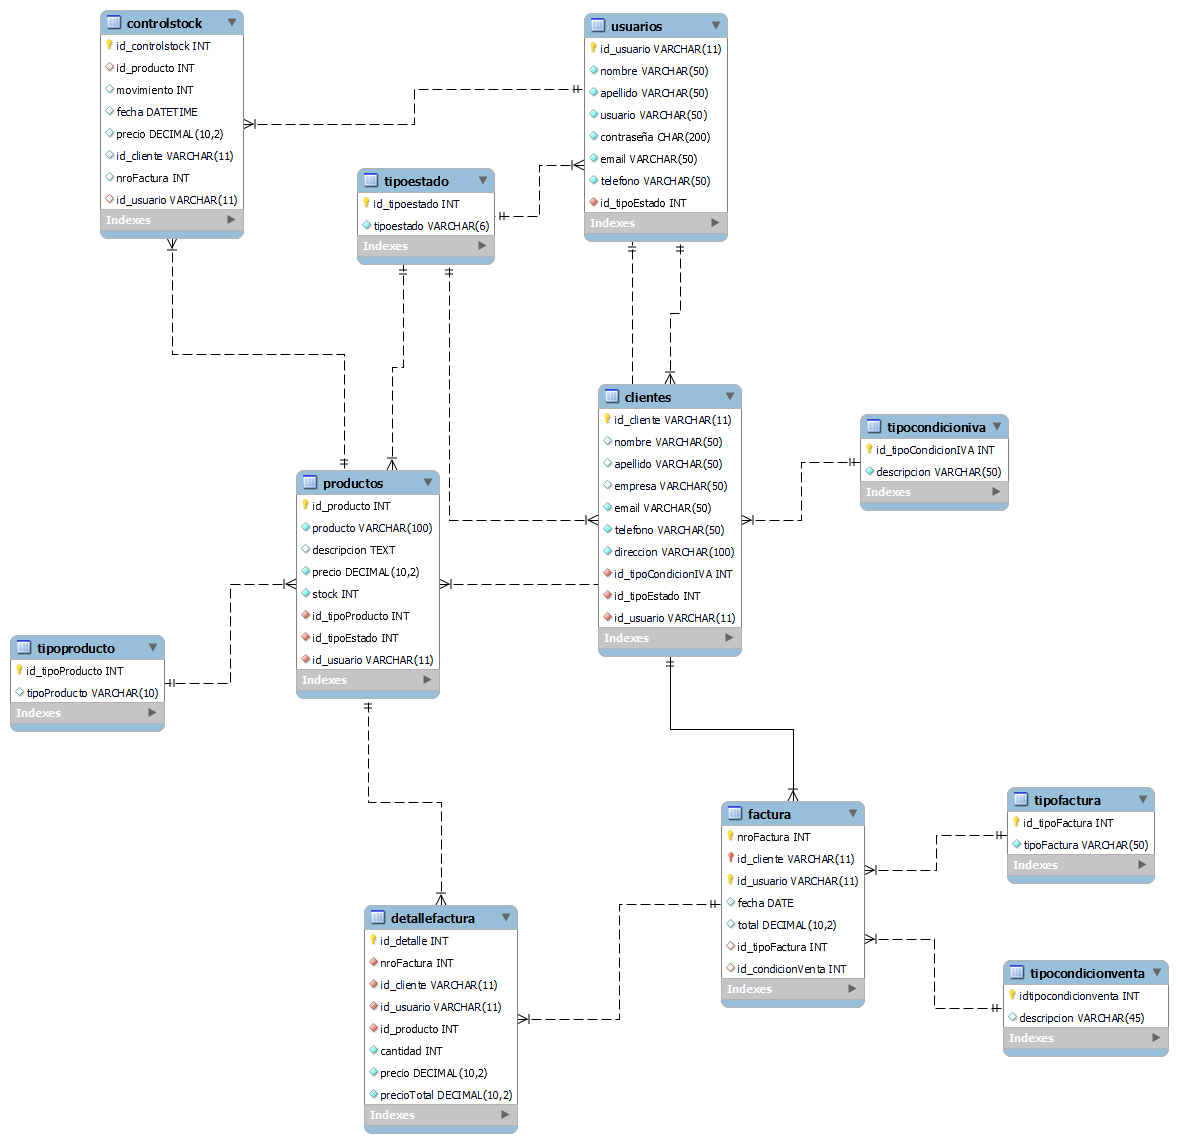 controlstock
id_controlstock INT
id_producto INT
movimiento INT
fecha DATETIME
precio DECIMAL(10,2)
id_cliente VARCHAR(11)
nroFactura INT
id_usuario VARCHAR(11)
Indexes
usuarios
id_usuario VARCHAR(11)
nombre VARCHAR(50)
apellido VARCHAR(50)
usuario VARCHAR(50)
contraseña CHAR(200)
email VARCHAR(50)
telefono VARCHAR(50)
id_tipoEstado INT
Indexes
tipoestado
id_tipoestado INT
tipoestado VARCHAR(6)
Indexes
clientes
id_cliente VARCHAR(11)
nombre VARCHAR(50)
apellido VARCHAR(50)
empresa VARCHAR(50)
email VARCHAR(50)
telefono VARCHAR(50)
direccion VARCHAR(100)
id_tipoCondicionIVA INT
id_tipoEstado INT
id_usuario VARCHAR(11)
Indexes
tipocondicioniva
id_tipoCondicionIVA INT
descripcion VARCHAR(50)
Indexes
productos
id_producto INT
producto VARCHAR(100)
descripcion TEXT
precio DECIMAL(10,2)
stock INT
id_tipoProducto INT
id_tipoEstado INT
id_usuario VARCHAR(11)
Indexes
tipoproducto
id_tipoProducto INT
tipoProducto VARCHAR(10)
Indexes
factura
nroFactura INT
id_cliente VARCHAR(11)
id_usuario VARCHAR(11)
fecha DATE
total DECIMAL(10,2)
id_tipoFactura INT
id_condicionVenta INT
Indexes
tipofactura
id_tipoFactura INT
tipoFactura VARCHAR(50)
Indexes
detallefactura
id_detalle INT
nroFactura INT
id_cliente VARCHAR(11)
id_usuario VARCHAR(11)
id_producto INT
cantidad INT
precio DECIMAL(10,2)
precioTotal DECIMAL(10,2)
Indexes
tipocondicionventa
idtipocondicionventa INT
descripcion VARCHAR(45)
Indexes